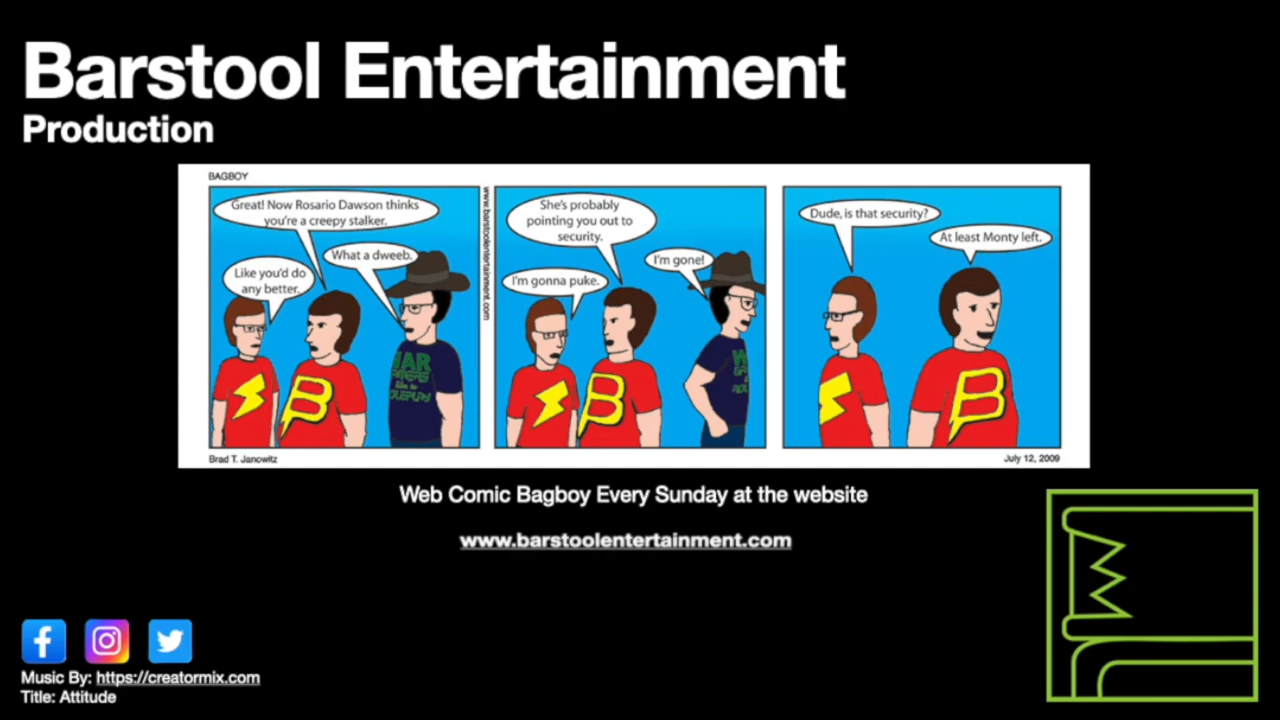 Barstool Entertainment
Production
BAGBOY
Great! Now Rosario Dawson thinks
you're a creepy stalker.
What a dweeb.
Like you'd do
any better.
www.barstoolentertainment.com
She's probably
pointing you out to
security.
I'm gonna puke.
I'm gone!
Dude, is that security?
At least Monty left.
B
B
B
Brad T. Janowitz
July 12, 2009
Web Comic Bagboy Every Sunday at the website
www.barstoolentertainment.com
Music By: https://creatormix.com
Title: Attitude